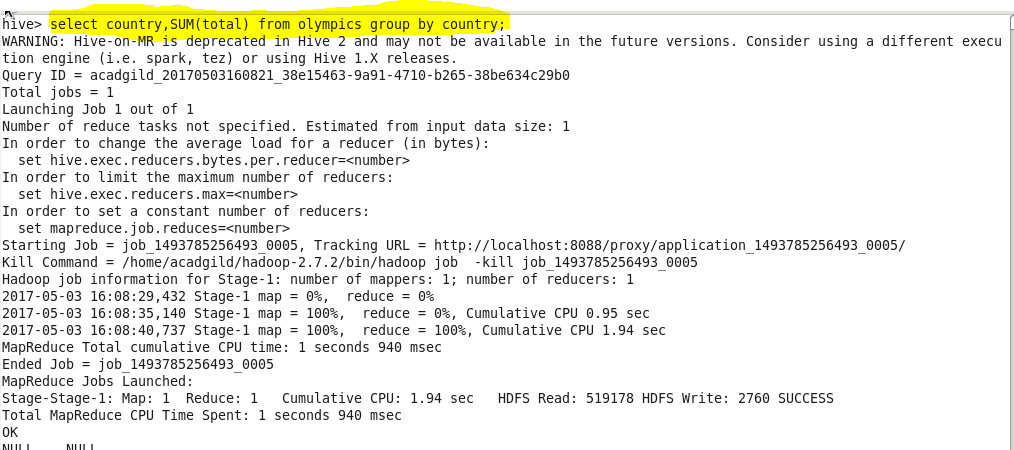 hive> select country,SUM(total) from olympics group by country;
WARNING: Hive-on-MR is deprecated in Hive 2 and may not be available in the future versions. Consider using a different execu
tion engine (i.e. spark, tez) or using Hive 1.X releases.
Query ID = acadgild_20170503160821_38e15463-9a91-4710-b265-38be634c29b0
Total jobs = 1
Launching Job 1 out of 1
Number of reduce tasks not specified. Estimated from input data size: 1
In order to change the average load for a reducer (in bytes):
  set hive.exec.reducers.bytes.per.reducer=<number>
In order to limit the maximum number of reducers:
  set hive.exec.reducers.max=<number>
In order to set a constant number of reducers:
  set mapreduce.job.reduces=<number>
Starting Job = job_1493785256493_0005, Tracking URL = http://localhost:8088/proxy/application_1493785256493_0005/
Kill Command = /home/acadgild/hadoop-2.7.2/bin/hadoop job  -kill job_1493785256493_0005
Hadoop job information for Stage-1: number of mappers: 1; number of reducers: 1
2017-05-03 16:08:29,432 Stage-1 map = 0%,  reduce = 0%
2017-05-03 16:08:35,140 Stage-1 map = 100%,  reduce = 0%, Cumulative CPU 0.95 sec
2017-05-03 16:08:40,737 Stage-1 map = 100%,  reduce = 100%, Cumulative CPU 1.94 sec
MapReduce Total cumulative CPU time: 1 seconds 940 msec
Ended Job = job_1493785256493_0005
MapReduce Jobs Launched:
Stage-Stage-1: Map: 1  Reduce: 1   Cumulative CPU: 1.94 sec   HDFS Read: 519178 HDFS Write: 2760 SUCCESS
Total MapReduce CPU Time Spent: 1 seconds 940 msec
OK
NULL    NULL